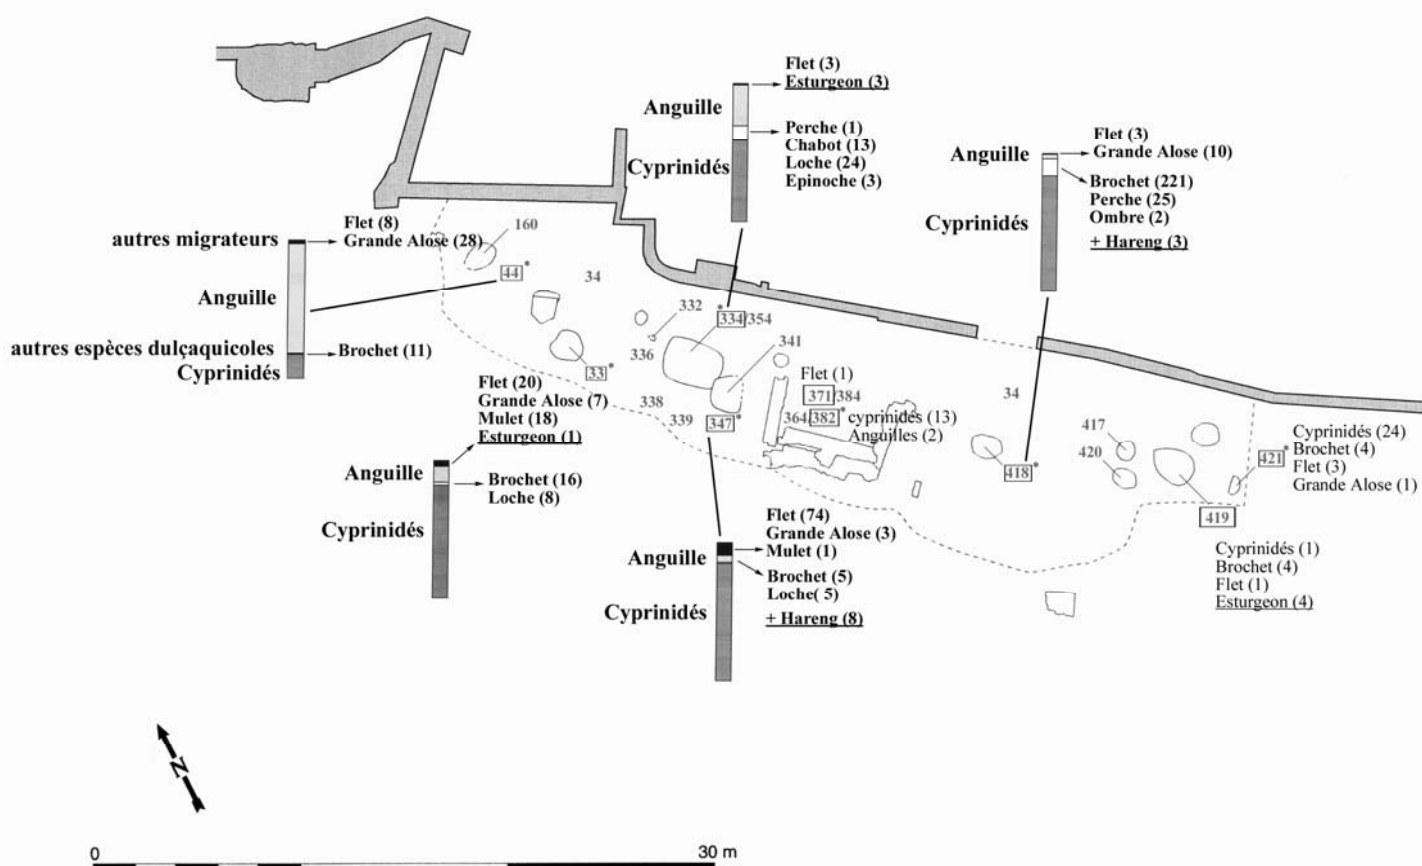 Flet (3)
Esturgeon (3)
Anguille
Perche (1)
Chabot (13)
Cyprinidés
Loche (24)
Epinoche (3)
Flet (3)
Anguille
Grande Alose (10)
Brochet (221)
Perche (25)
Cyprinidés
Ombre (2)
+ Hareng (3)
Flet (8)
autres migrateurs
Grande Alose (28)
Anguille
autres espèces dulçaquicoles
Brochet (11)
Cyprinidés
160
44*
34
332
*334/354
336
341
33*
338
339
347*
Flet (1)
371/384
364/382*
cyprinidés (13)
Anguilles (2)
34
417
420
418*
421*
419
Cyprinidés (24)
Brochet (4)
Flet (3)
Grande Alose (1)
Cyprinidés (1)
Brochet (4)
Flet (1)
Esturgeon (4)
Flet (20)
Grande Alose (7)
Mulet (18)
Esturgeon (1)
Anguille
Brochet (16)
Loche (8)
Cyprinidés
Flet (74)
Grande Alose (3)
Anguille
Mulet (1)
Brochet (5)
Loche( 5)
Cyprinidés
+ Hareng (8)
N
0
30 m